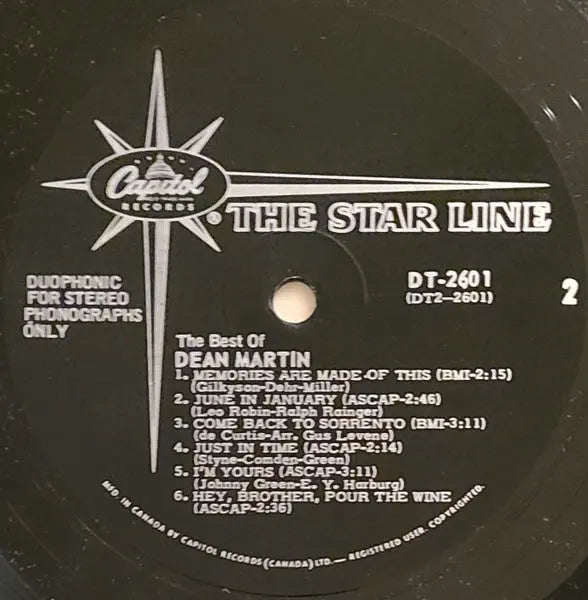 Capitol
RECORDS
®
THE STAR LINE
DUOPHONIC
FOR STEREO
PHONOGRAPHS
ONLY
DT-2601
(DT2-2601)
2
The Best Of
DEAN MARTIN
1. MEMORIES ARE MADE OF THIS (BMI-2:15)
(Gilkyson-Dehr-Miller)
2. JUNE IN JANUARY (ASCAP-2:46)
(Leo Robin-Ralph Rainger)
3. COME BACK TO SORRENTO (BMI-3:11)
(de Curtis-Arr. Gus Levene)
4. JUST IN TIME (ASCAP-2:14)
(Styne-Comden-Green)
5. I'M YOURS (ASCAP-3:11)
(Johnny Green-E. Y. Harburg)
6. HEY, BROTHER, POUR THE WINE
(ASCAP-2:36)
MFD. IN CANADA BY CAPITOL RECORDS (CANADA) LTD.— REGISTERED USER. COPYRIGHTED.